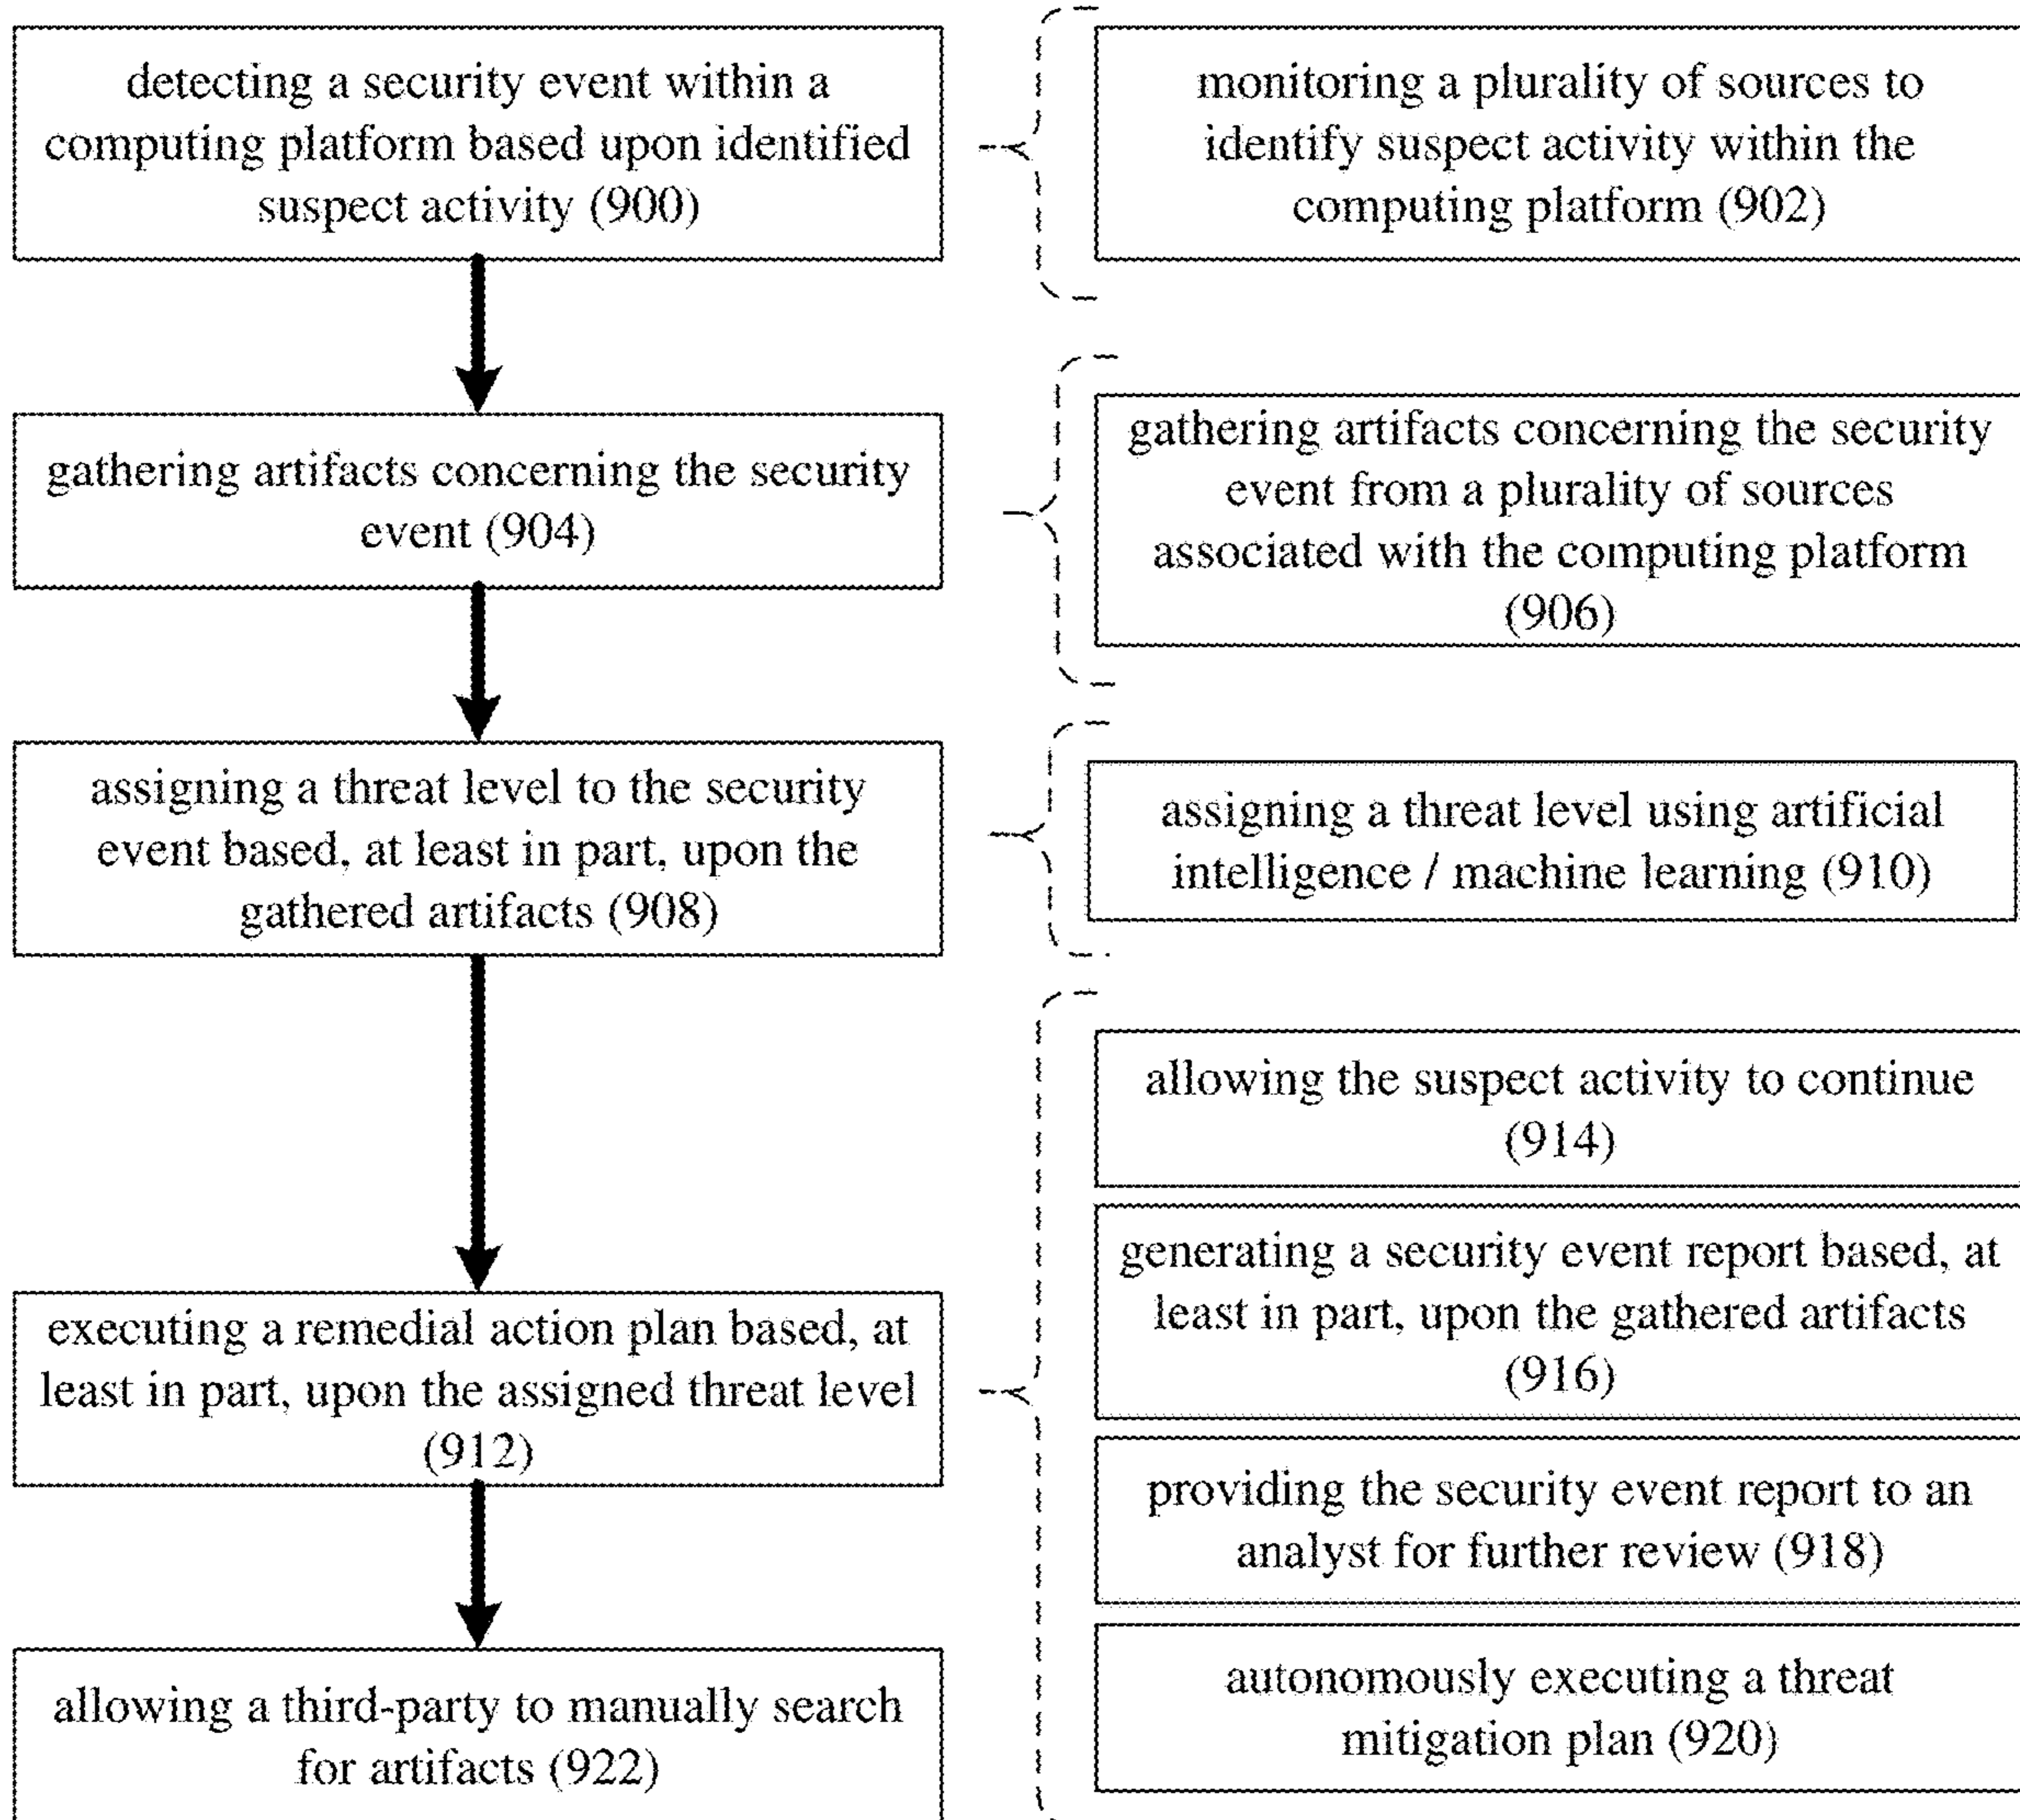 detecting a security event within a
computing platform based upon identified
suspect activity (900)
monitoring a plurality of sources to
identify suspect activity within the
computing platform (902)
gathering artifacts concerning the security
event (904)
gathering artifacts concerning the security
event from a plurality of sources
associated with the computing platform
(906)
assigning a threat level to the security
event based, at least in part, upon the
gathered artifacts (908)
assigning a threat level using artificial
intelligence / machine learning (910)
executing a remedial action plan based, at
least in part, upon the assigned threat level
(912)
allowing the suspect activity to continue
(914)
generating a security event report based, at
least in part, upon the gathered artifacts
(916)
providing the security event report to an
analyst for further review (918)
autonomously executing a threat
mitigation plan (920)
allowing a third-party to manually search
for artifacts (922)